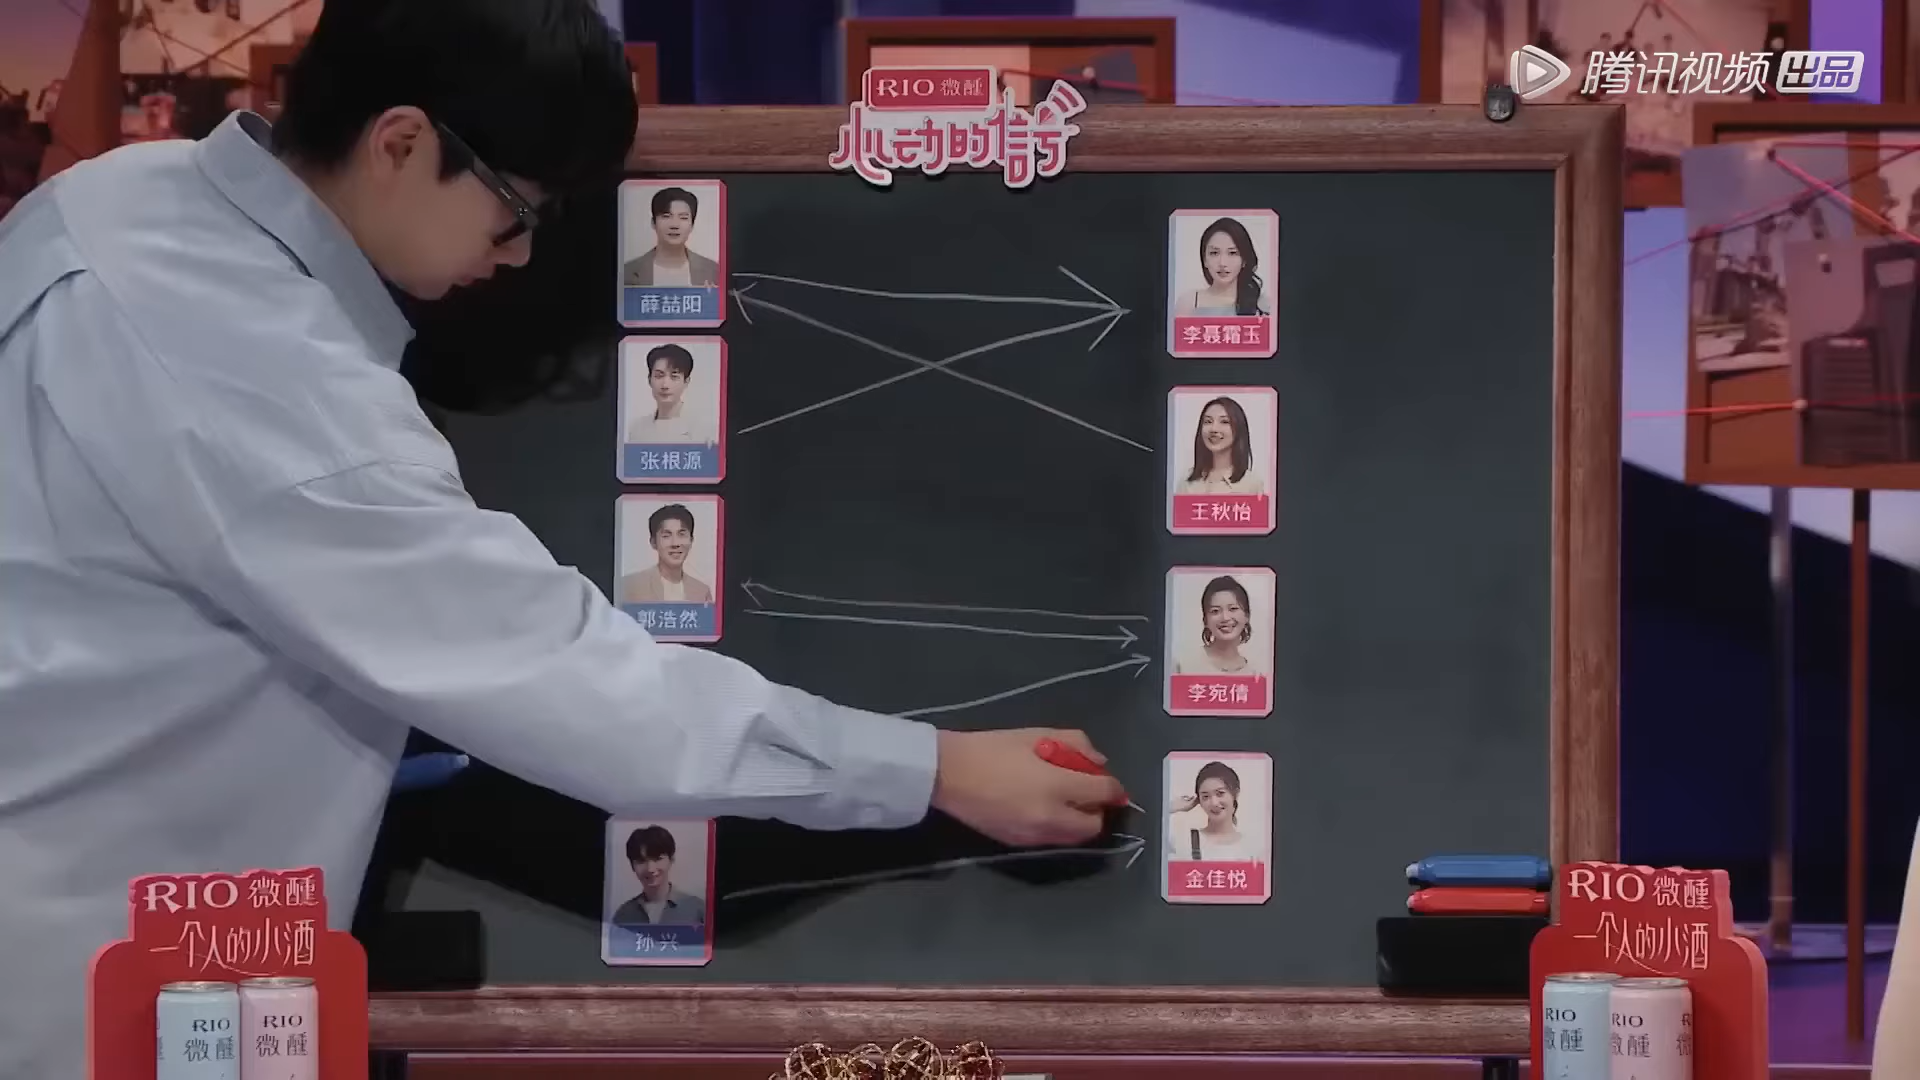 腾讯视频 出品
RIO 微醺
心动的信号
薛喆阳
李聂霜玉
张根源
王秋怡
郭浩然
李宛倩
金佳悦
孙兴
RIO 微醺
一个人的小酒
RIO
微醺
RIO
微醺
RIO 微醺
一个人的小酒
RIO
微醺
RIO
微醺